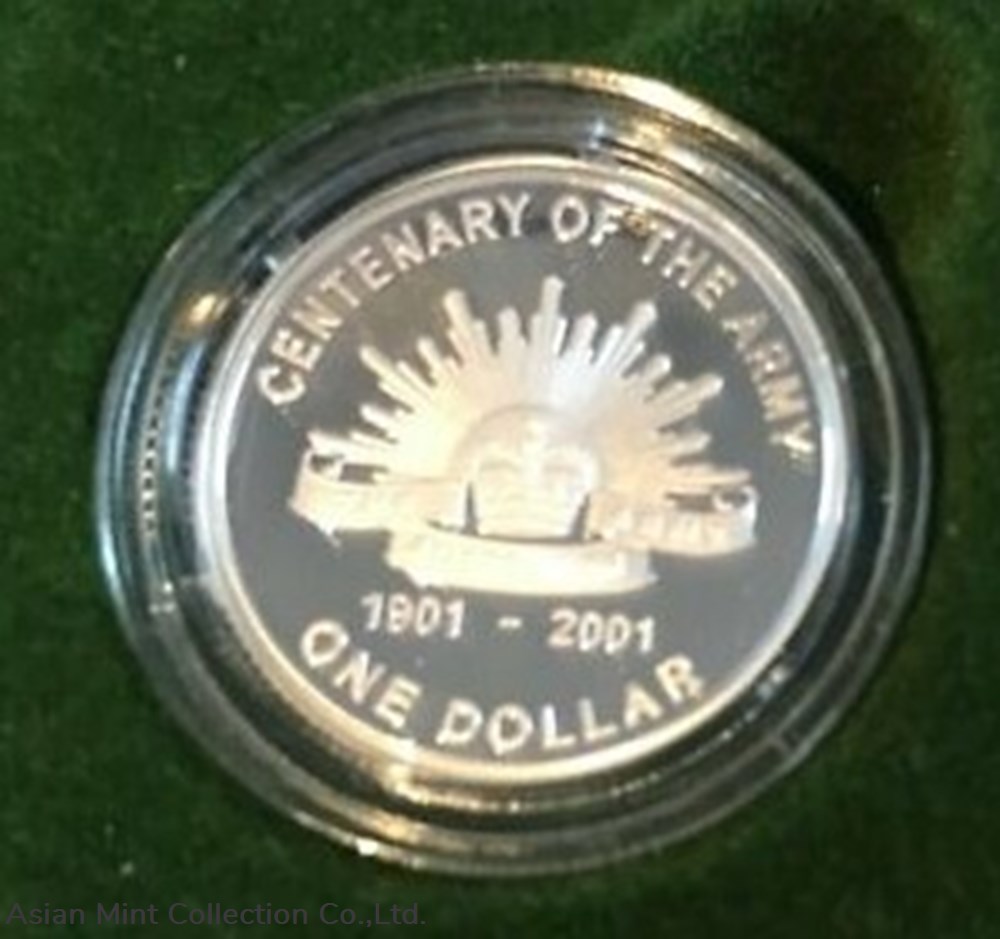 CENTENARY OF THE ARMY
1901 - 2001
ONE DOLLAR
Asian Mint Collection Co.,Ltd.